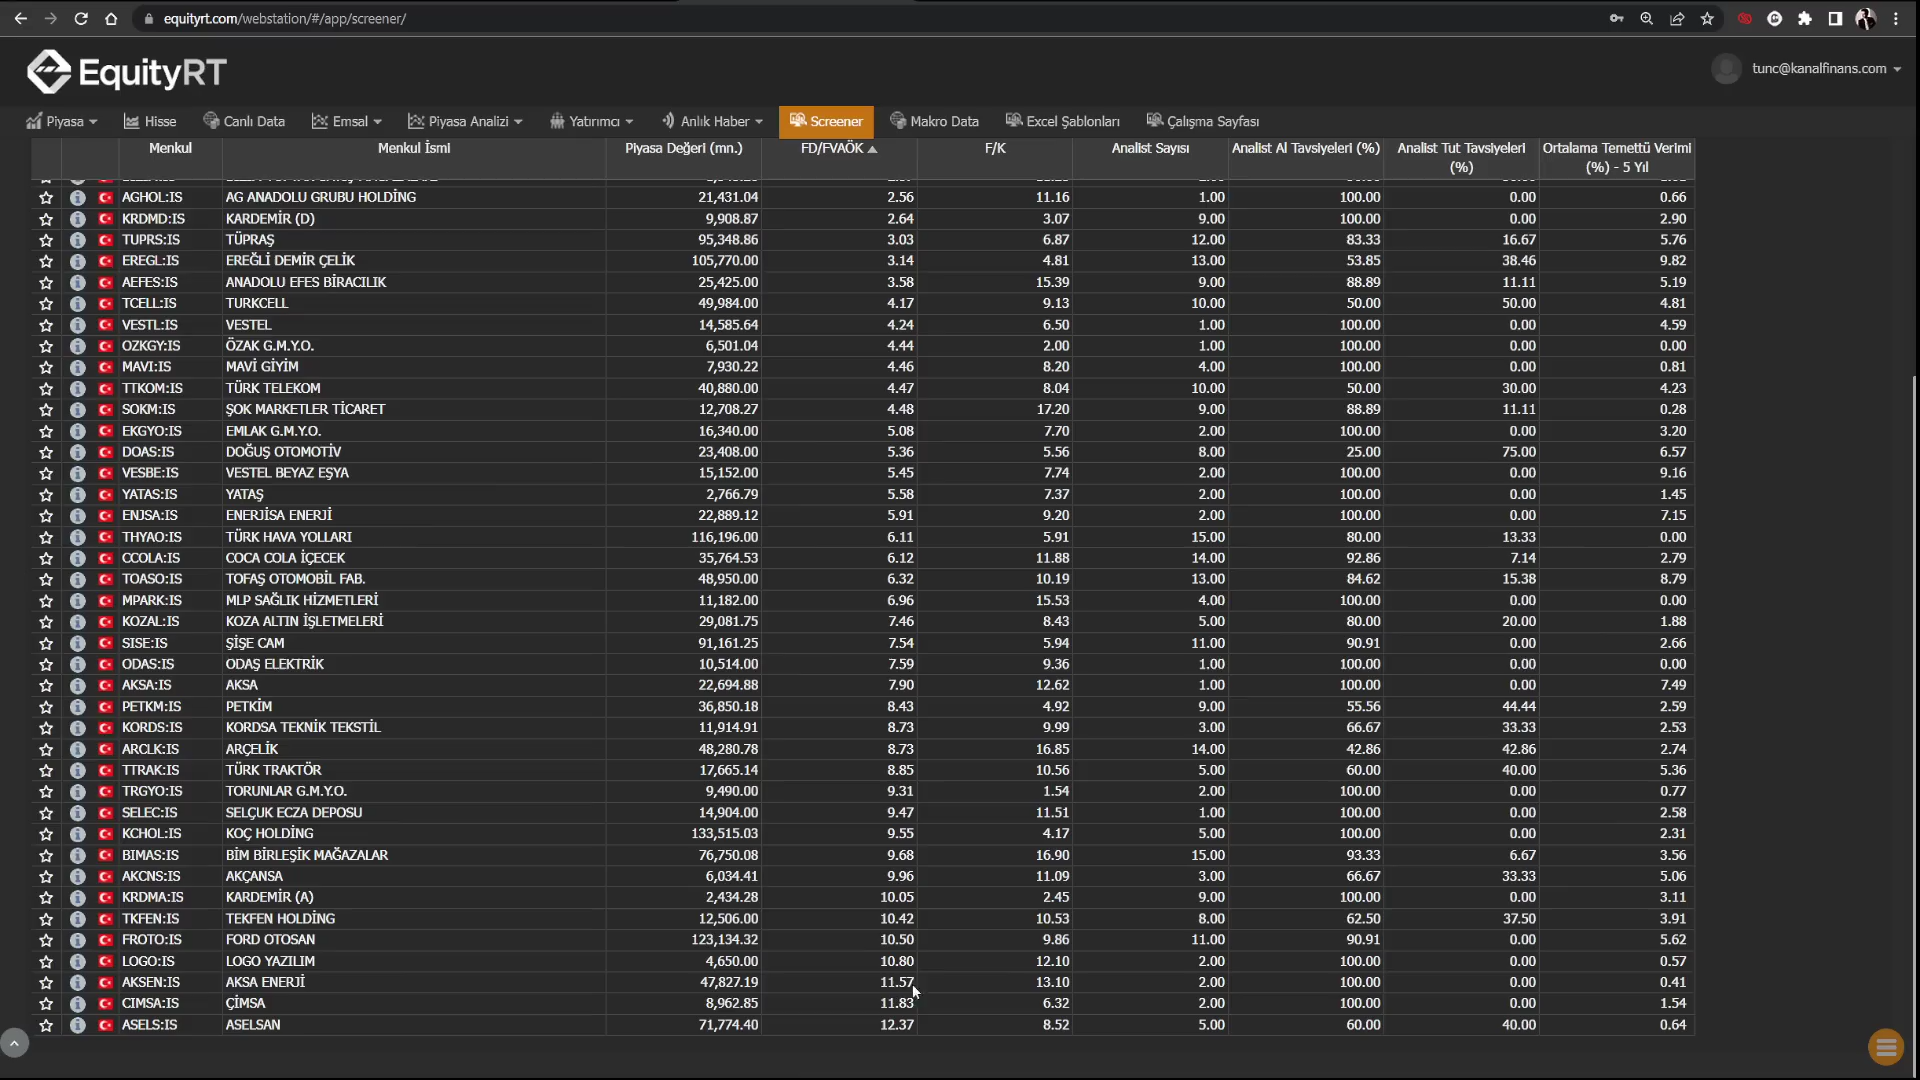 equityrt.com/webstation/#/app/screener/
EquityRT
tunc@kanalfinans.com
Piyasa Hisse Canlı Data Emsal Piyasa Analizi Yatırımcı Anlık Haber Screener Makro Data Excel Şablonları Çalışma Sayfası
Menkul Menkul İsmi Piyasa Değeri (mn.) FD/FVAÖK F/K Analist Sayısı Analist Al Tavsiyeleri (%) Analist Tut Tavsiyeleri (%) Ortalama Temettü Verimi (%) - 5 Yıl
AGHOL:IS AG ANADOLU GRUBU HOLDİNG 21,431.04 2.56 11.16 1.00 100.00 0.00 0.66
KRDMD:IS KARDEMİR (D) 9,908.87 2.64 3.07 9.00 100.00 0.00 2.90
TUPRS:IS TÜPRAŞ 95,348.86 3.03 6.87 12.00 83.33 16.67 5.76
EREGL:IS EREĞLİ DEMİR ÇELİK 105,770.00 3.14 4.81 13.00 53.85 38.46 9.82
AEFES:IS ANADOLU EFES BİRACILIK 25,425.00 3.58 15.39 9.00 88.89 11.11 5.19
TCELL:IS TURKCELL 49,984.00 4.17 9.13 10.00 50.00 50.00 4.81
VESTL:IS VESTEL 14,585.64 4.24 6.50 1.00 100.00 0.00 4.59
OZKGY:IS ÖZAK G.M.Y.O. 6,501.04 4.44 2.00 1.00 100.00 0.00 0.00
MAVI:IS MAVİ GİYİM 7,930.22 4.46 8.20 4.00 100.00 0.00 0.81
TTKOM:IS TÜRK TELEKOM 40,880.00 4.47 8.04 10.00 50.00 30.00 4.23
SOKM:IS ŞOK MARKETLER TİCARET 12,708.27 4.48 17.20 9.00 88.89 11.11 0.28
EKGYO:IS EMLAK G.M.Y.O. 16,340.00 5.08 7.70 2.00 100.00 0.00 3.20
DOAS:IS DOĞUŞ OTOMOTİV 23,408.00 5.36 5.56 8.00 25.00 75.00 6.57
VESBE:IS VESTEL BEYAZ EŞYA 15,152.00 5.45 7.74 2.00 100.00 0.00 9.16
YATAS:IS YATAŞ 2,766.79 5.58 7.37 2.00 100.00 0.00 1.45
ENJSA:IS ENERJİSA ENERJİ 22,889.12 5.91 9.20 2.00 100.00 0.00 7.15
THYAO:IS TÜRK HAVA YOLLARI 116,196.00 6.11 5.91 15.00 80.00 13.33 0.00
CCOLA:IS COCA COLA İÇECEK 35,764.53 6.12 11.88 14.00 92.86 7.14 2.79
TOASO:IS TOFAŞ OTOMOBİL FAB. 48,950.00 6.32 10.19 13.00 84.62 15.38 8.79
MPARK:IS MLP SAĞLIK HİZMETLERİ 11,182.00 6.96 15.53 4.00 100.00 0.00 0.00
KOZAL:IS KOZA ALTIN İŞLETMELERİ 29,081.75 7.46 8.43 5.00 80.00 20.00 1.88
SISE:IS ŞİŞE CAM 91,161.25 7.54 5.94 11.00 90.91 0.00 2.66
ODAS:IS ODAŞ ELEKTRİK 10,514.00 7.59 9.36 1.00 100.00 0.00 0.00
AKSA:IS AKSA 22,694.88 7.90 12.62 1.00 100.00 0.00 7.49
PETKM:IS PETKİM 36,850.18 8.43 4.92 9.00 55.56 44.44 2.59
KORDS:IS KORDSA TEKNİK TEKSTİL 11,914.91 8.73 9.99 3.00 66.67 33.33 2.53
ARCLK:IS ARÇELİK 48,280.78 8.73 16.85 14.00 42.86 42.86 2.74
TTRAK:IS TÜRK TRAKTÖR 17,665.14 8.85 10.56 5.00 60.00 40.00 5.36
TRGYO:IS TORUNLAR G.M.Y.O. 9,490.00 9.31 1.54 2.00 100.00 0.00 0.77
SELEC:IS SELÇUK ECZA DEPOSU 14,904.00 9.47 11.51 1.00 100.00 0.00 2.58
KCHOL:IS KOÇ HOLDİNG 133,515.03 9.55 4.17 5.00 100.00 0.00 2.31
BIMAS:IS BİM BİRLEŞİK MAĞAZALAR 76,750.08 9.68 16.90 15.00 93.33 6.67 3.56
AKCNS:IS AKÇANSA 6,034.41 9.96 11.09 3.00 66.67 33.33 5.06
KRDMA:IS KARDEMİR (A) 2,434.28 10.05 2.45 9.00 100.00 0.00 3.11
TKFEN:IS TEKFEN HOLDİNG 12,506.00 10.42 10.53 8.00 62.50 37.50 3.91
FROTO:IS FORD OTOSAN 123,134.32 10.50 9.86 11.00 90.91 0.00 5.62
LOGO:IS LOGO YAZILIM 4,650.00 10.80 12.10 2.00 100.00 0.00 0.57
AKSEN:IS AKSA ENERJİ 47,827.19 11.57 13.10 2.00 100.00 0.00 0.41
CIMSA:IS ÇİMSA 8,962.85 11.83 6.32 2.00 100.00 0.00 1.54
ASELS:IS ASELSAN 71,774.40 12.37 8.52 5.00 60.00 40.00 0.64